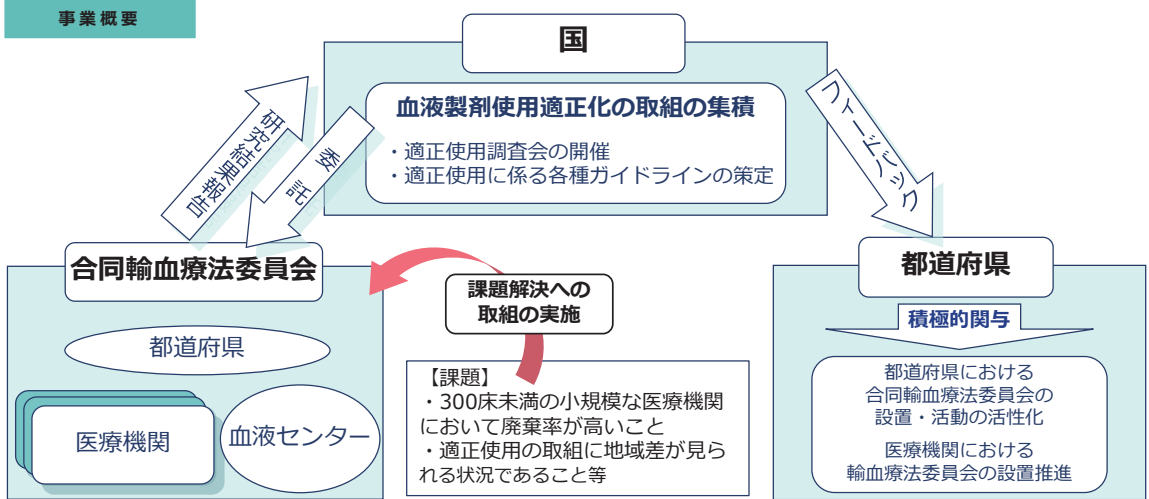 事業概要
国
血液製剤使用適正化の取組の集積
・適正使用調査会の開催
・適正使用に係る各種ガイドラインの策定
研究結果報告
委託
フィードバック
合同輸血療法委員会
都道府県
医療機関
血液センター
課題解決への
取組の実施
【課題】
・300床未満の小規模な医療機関
において廃棄率が高いこと
・適正使用の取組に地域差が見ら
れる状況であること等
都道府県
積極的関与
都道府県における
合同輸血療法委員会の
設置・活動の活性化
医療機関における
輸血療法委員会の設置推進